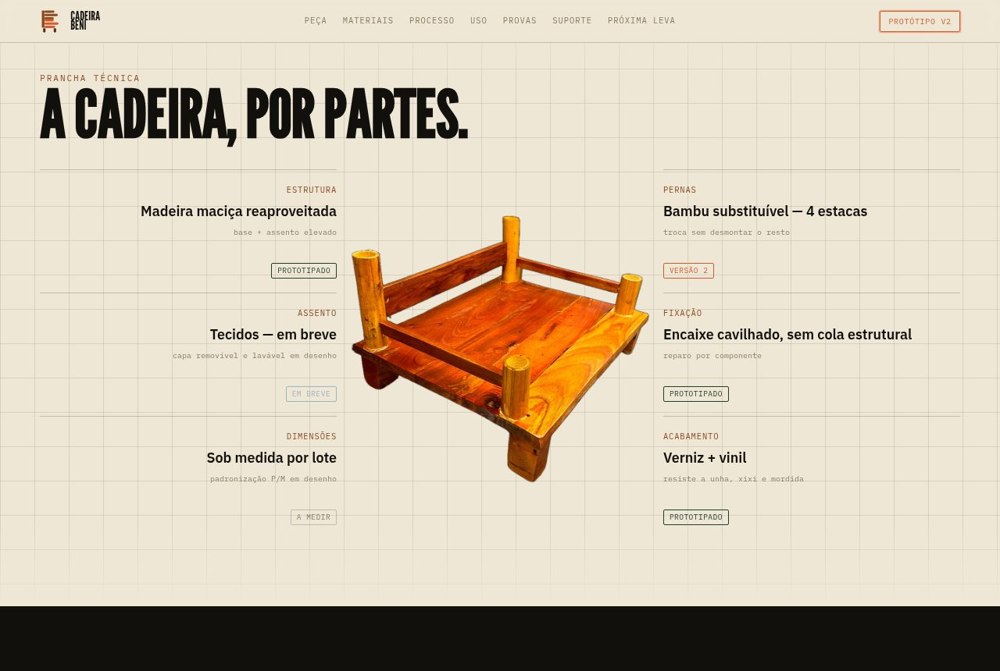 CADEIRA
BENI
PEÇA
MATERIAIS
PROCESSO
USO
PROVAS
SUPORTE
PRÓXIMA LEVA
PROTÓTIPO V2
PRANCHA TÉCNICA
A CADEIRA, POR PARTES.
ESTRUTURA
Madeira maciça reaproveitada
base + assento elevado
PROTOTIPADO
ASSENTO
Tecidos — em breve
capa removível e lavável em desenho
EM BREVE
DIMENSÕES
Sob medida por lote
padronização P/M em desenho
A MEDIR
PERNAS
Bambu substituível — 4 estacas
troca sem desmontar o resto
VERSÃO 2
FIXAÇÃO
Encaixe cavilhado, sem cola estrutural
reparo por componente
PROTOTIPADO
ACABAMENTO
Verniz + vinil
resiste a unha, xixi e mordida
PROTOTIPADO